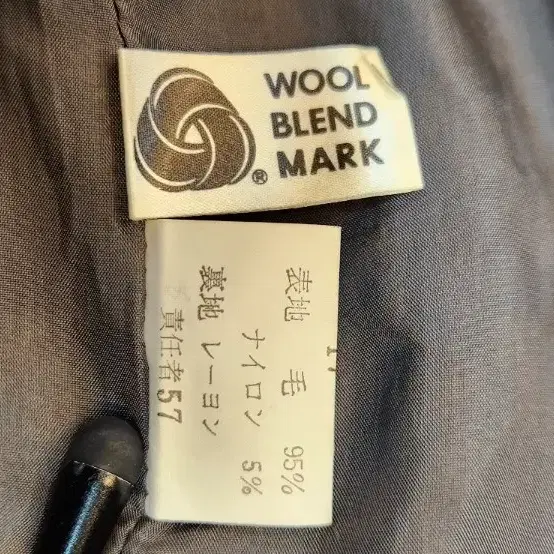 WOOL
BLEND
MARK
®
表地 毛 95%
ナイロン 5%
裏地 レーヨン
責任者57